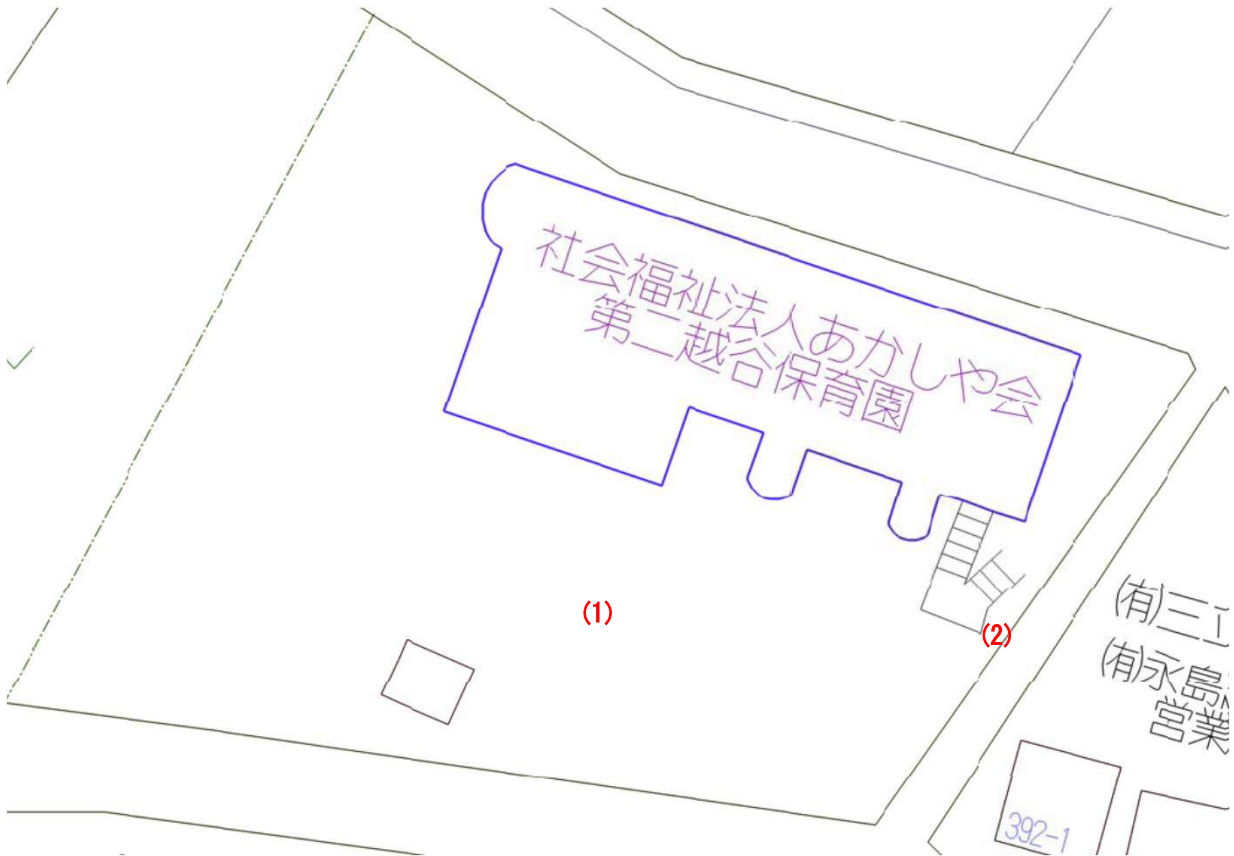 社会福祉法人あかしや会
第二越谷保育園
(1)
(2)
(有)三
(有)永島
営業
392-1